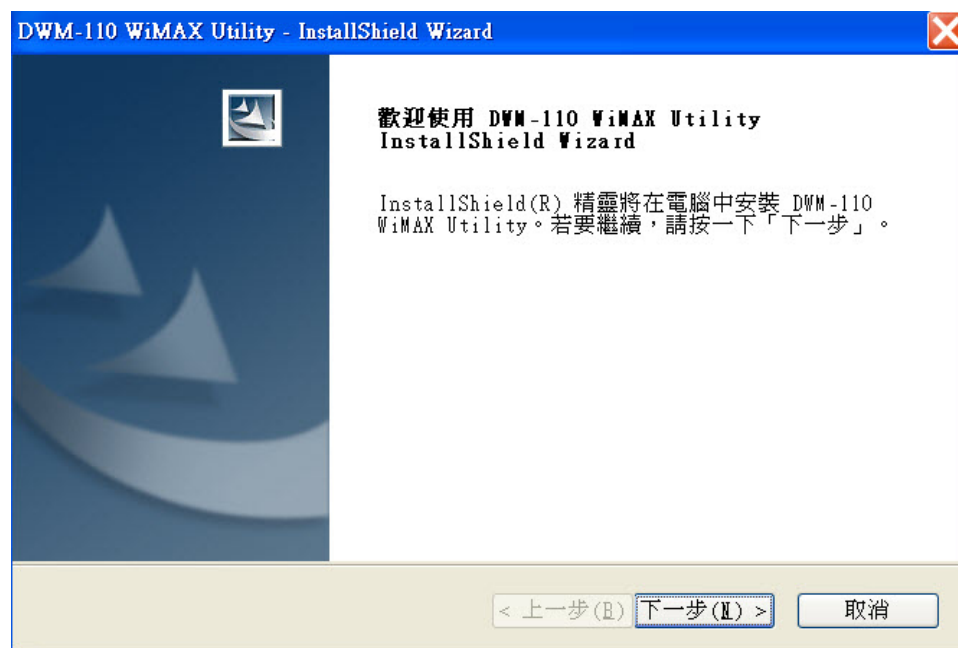 DWM-110 WiMAX Utility - InstallShield Wizard
歡迎使用 DWM-110 WiMAX Utility
InstallShield Wizard
InstallShield(R) 精靈將在電腦中安裝 DWM-110
WiMAX Utility。若要繼續，請按一下「下一步」。
< 上一步(B) 下一步(N) > 取消